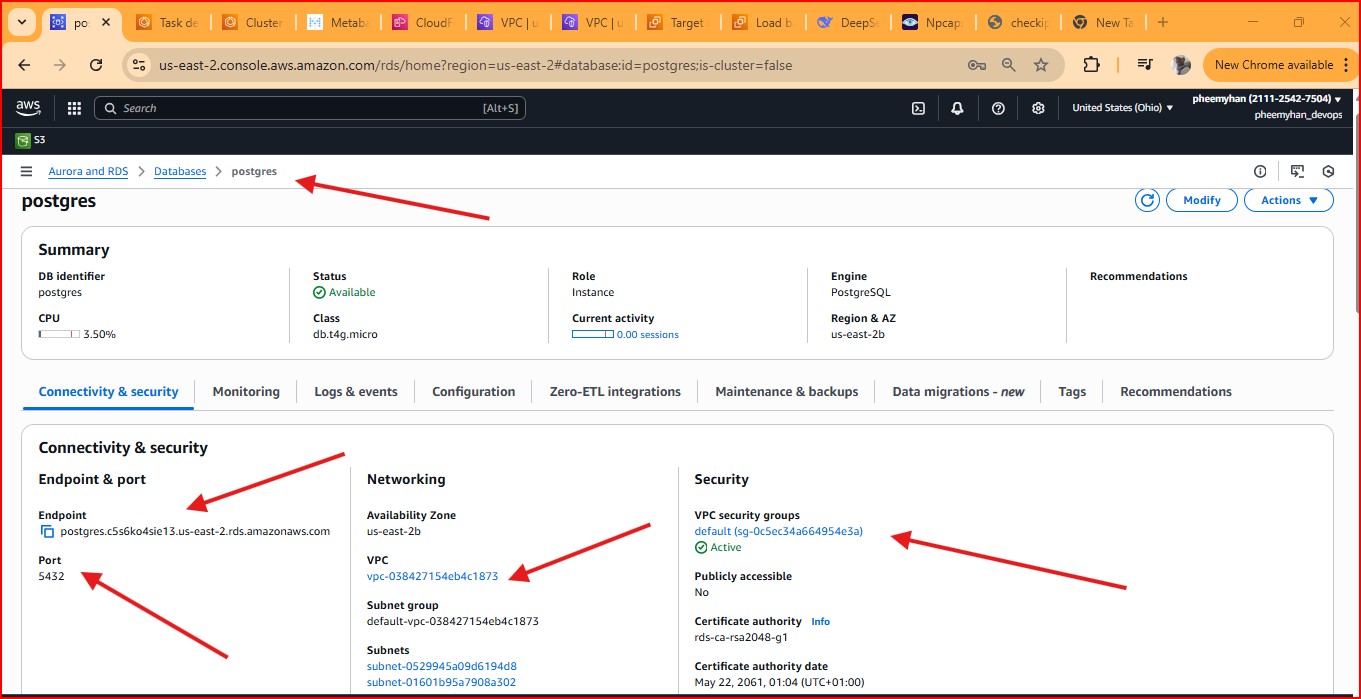 po
Task de
Cluster
Metaba
CloudF
VPC | u
VPC | u
Target
Load b
DeepSe
Npcap
checkip
New Ta
us-east-2.console.aws.amazon.com/rds/home?region=us-east-2#database:id=postgres;is-cluster=false
New Chrome available
aws
Search
[Alt+S]
United States (Ohio)
pheemyhan (2111-2542-7504)
pheemyhan_devops
S3
Aurora and RDS > Databases > postgres
postgres
Modify
Actions
Summary
DB identifier
postgres
CPU
3.50%
Status
Available
Class
db.t4g.micro
Role
Instance
Current activity
0.00 sessions
Engine
PostgreSQL
Region & AZ
us-east-2b
Recommendations
Connectivity & security
Monitoring
Logs & events
Configuration
Zero-ETL integrations
Maintenance & backups
Data migrations - new
Tags
Recommendations
Connectivity & security
Endpoint & port
Endpoint
postgres.c5s6ko4sie13.us-east-2.rds.amazonaws.com
Port
5432
Networking
Availability Zone
us-east-2b
VPC
vpc-038427154eb4c1873
Subnet group
default-vpc-038427154eb4c1873
Subnets
subnet-0529945a09d6194d8
subnet-01601b95a7908a302
Security
VPC security groups
default (sg-0c5ec34a664954e3a)
Active
Publicly accessible
No
Certificate authority Info
rds-ca-rsa2048-g1
Certificate authority date
May 22, 2061, 01:04 (UTC+01:00)